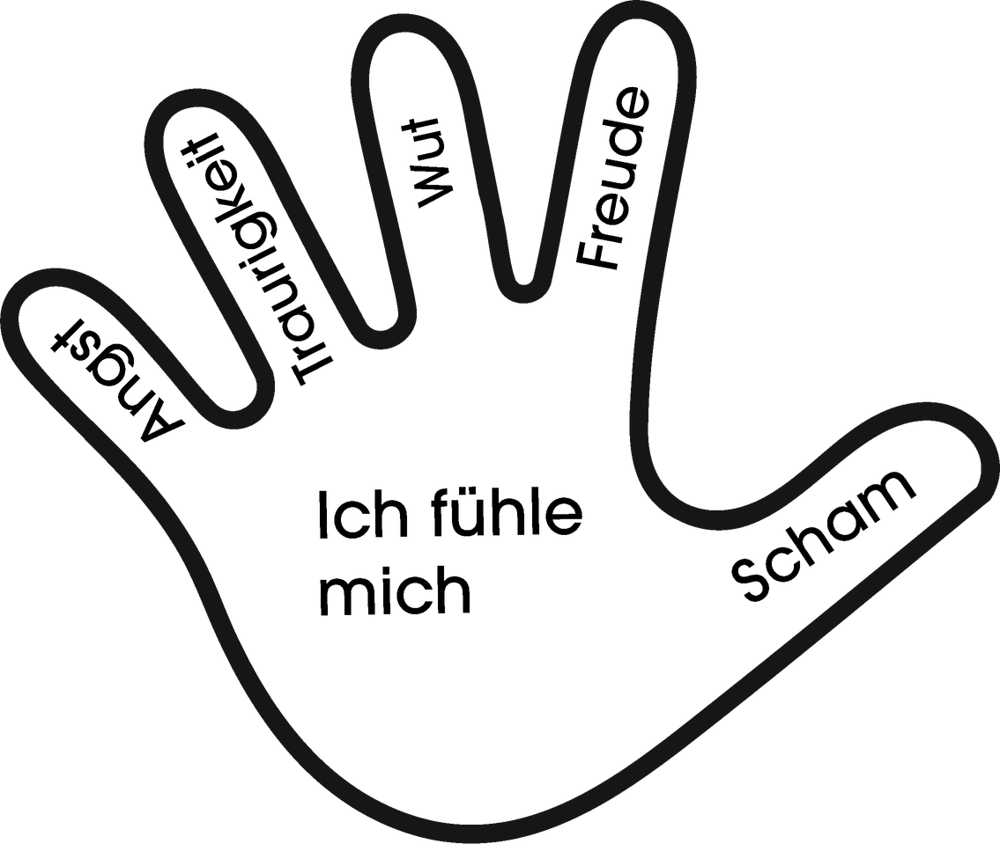 Angst
Traurigkeit
Wut
Freude
Scham
Ich fühle
mich